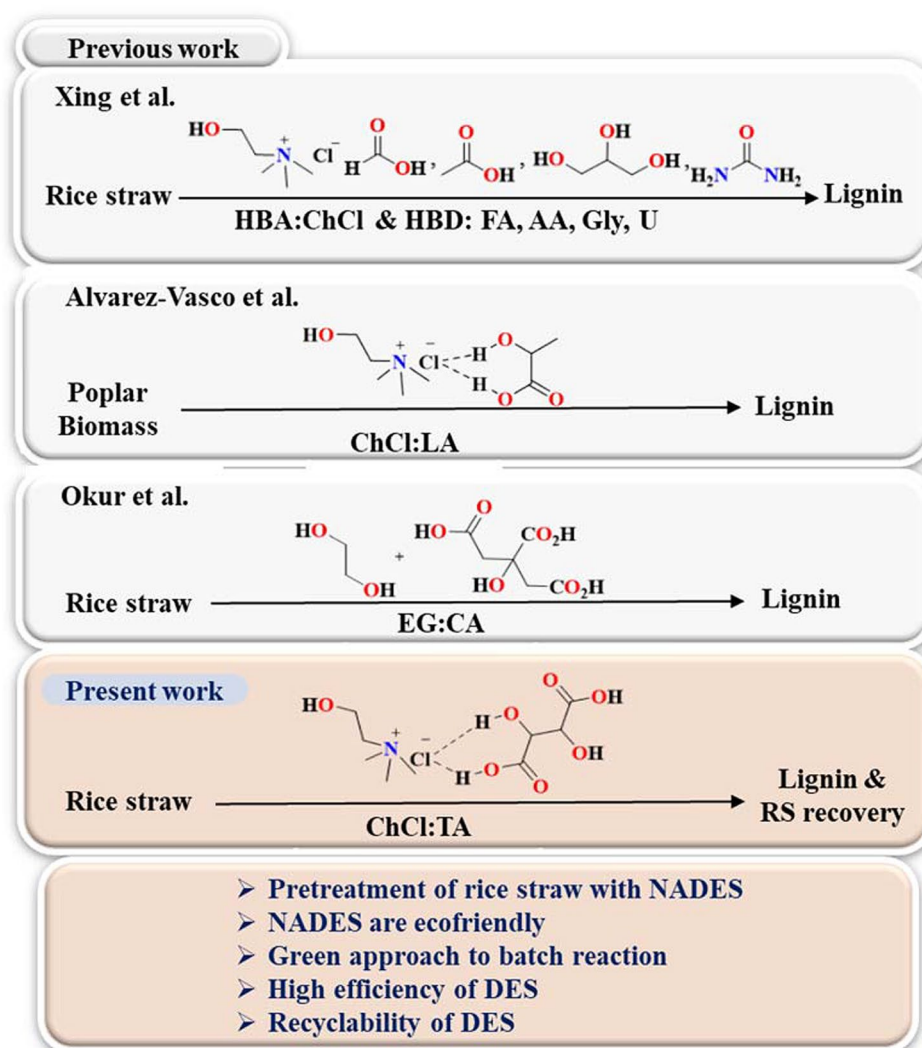 Previous work
Xing et al.
HO
N
+
Cl
−
H
O
OH,
O
OH,
HO
OH
OH,
O
H₂N
NH₂
Rice straw
Lignin
HBA:ChCl & HBD: FA, AA, Gly, U
Alvarez-Vasco et al.
HO
N
+
Cl
−
H
O
H
O
O
Poplar
Biomass
Lignin
ChCl:LA
Okur et al.
HO
OH
+
HO
O
CO₂H
HO
CO₂H
Rice straw
Lignin
EG:CA
Present work
HO
N
+
Cl
−
H
O
H
O
O
O
OH
OH
Rice straw
Lignin &
RS recovery
ChCl:TA
➢ Pretreatment of rice straw with NADES
➢ NADES are ecofriendly
➢ Green approach to batch reaction
➢ High efficiency of DES
➢ Recyclability of DES